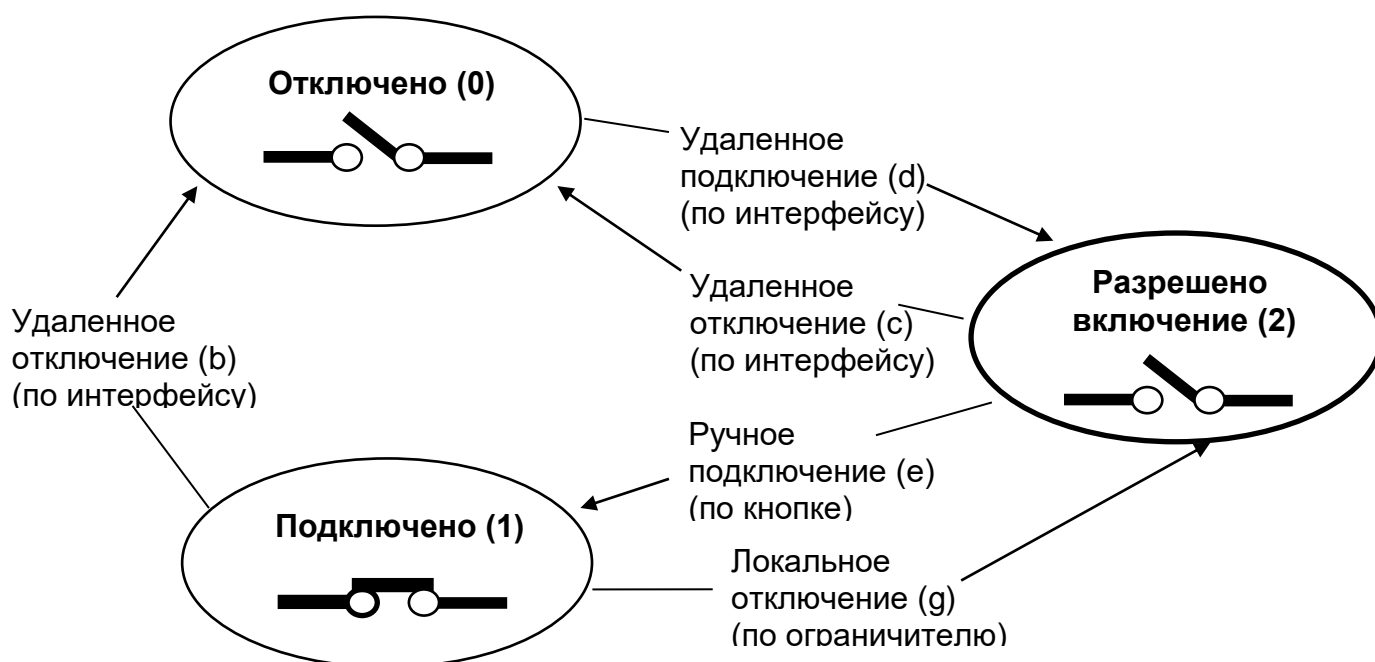 Отключено (0)
Удаленное
подключение (d)
(по интерфейсу)
Удаленное
отключение (c)
(по интерфейсу)
Разрешено
включение (2)
Удаленное
отключение (b)
(по интерфейсу)
Ручное
подключение (e)
(по кнопке)
Подключено (1)
Локальное
отключение (g)
(по ограничителю)